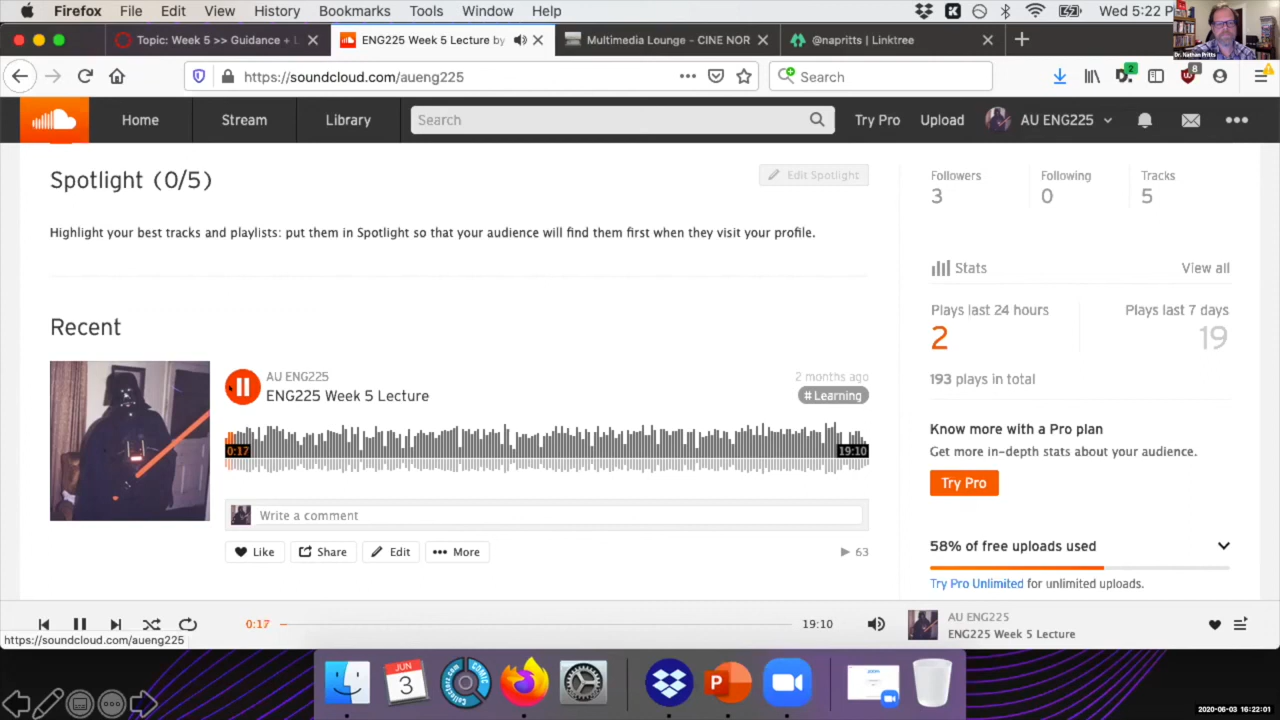 Firefox File Edit View History Bookmarks Tools Window Help
Wed 5:22 P
Dr. Nathan Pritts
Topic: Week 5 >> Guidance + L
ENG225 Week 5 Lecture by
Multimedia Lounge - CINE NOR
@napritts | Linktree
https://soundcloud.com/aueng225
Search
2
8
Home Stream Library
Search
Try Pro Upload AU ENG225
Spotlight (0/5)
Edit Spotlight
Highlight your best tracks and playlists: put them in Spotlight so that your audience will find them first when they visit your profile.
Recent
AU ENG225
2 months ago
ENG225 Week 5 Lecture
# Learning
0:17
19:10
Write a comment
Like Share Edit More
63
Followers Following Tracks
3 0 5
Stats View all
Plays last 24 hours Plays last 7 days
2 19
193 plays in total
Know more with a Pro plan
Get more in-depth stats about your audience.
Try Pro
58% of free uploads used
Try Pro Unlimited for unlimited uploads.
0:17 19:10
AU ENG225
ENG225 Week 5 Lecture
https://soundcloud.com/aueng225
JUN
3
2020-06-03 16:22:01